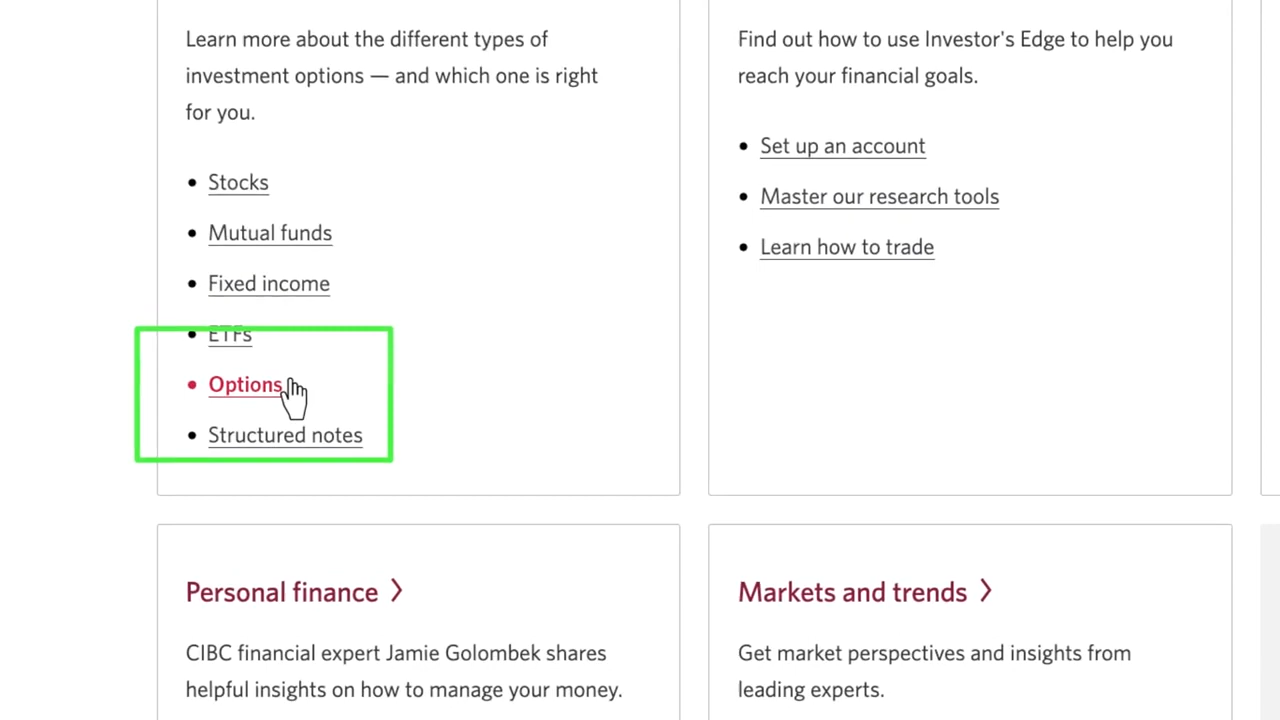 Learn more about the different types of
investment options — and which one is right
for you.
• Stocks
• Mutual funds
• Fixed income
• ETFs
• Options
• Structured notes
Find out how to use Investor's Edge to help you
reach your financial goals.
• Set up an account
• Master our research tools
• Learn how to trade
Personal finance
CIBC financial expert Jamie Golombek shares
helpful insights on how to manage your money.
Markets and trends
Get market perspectives and insights from
leading experts.